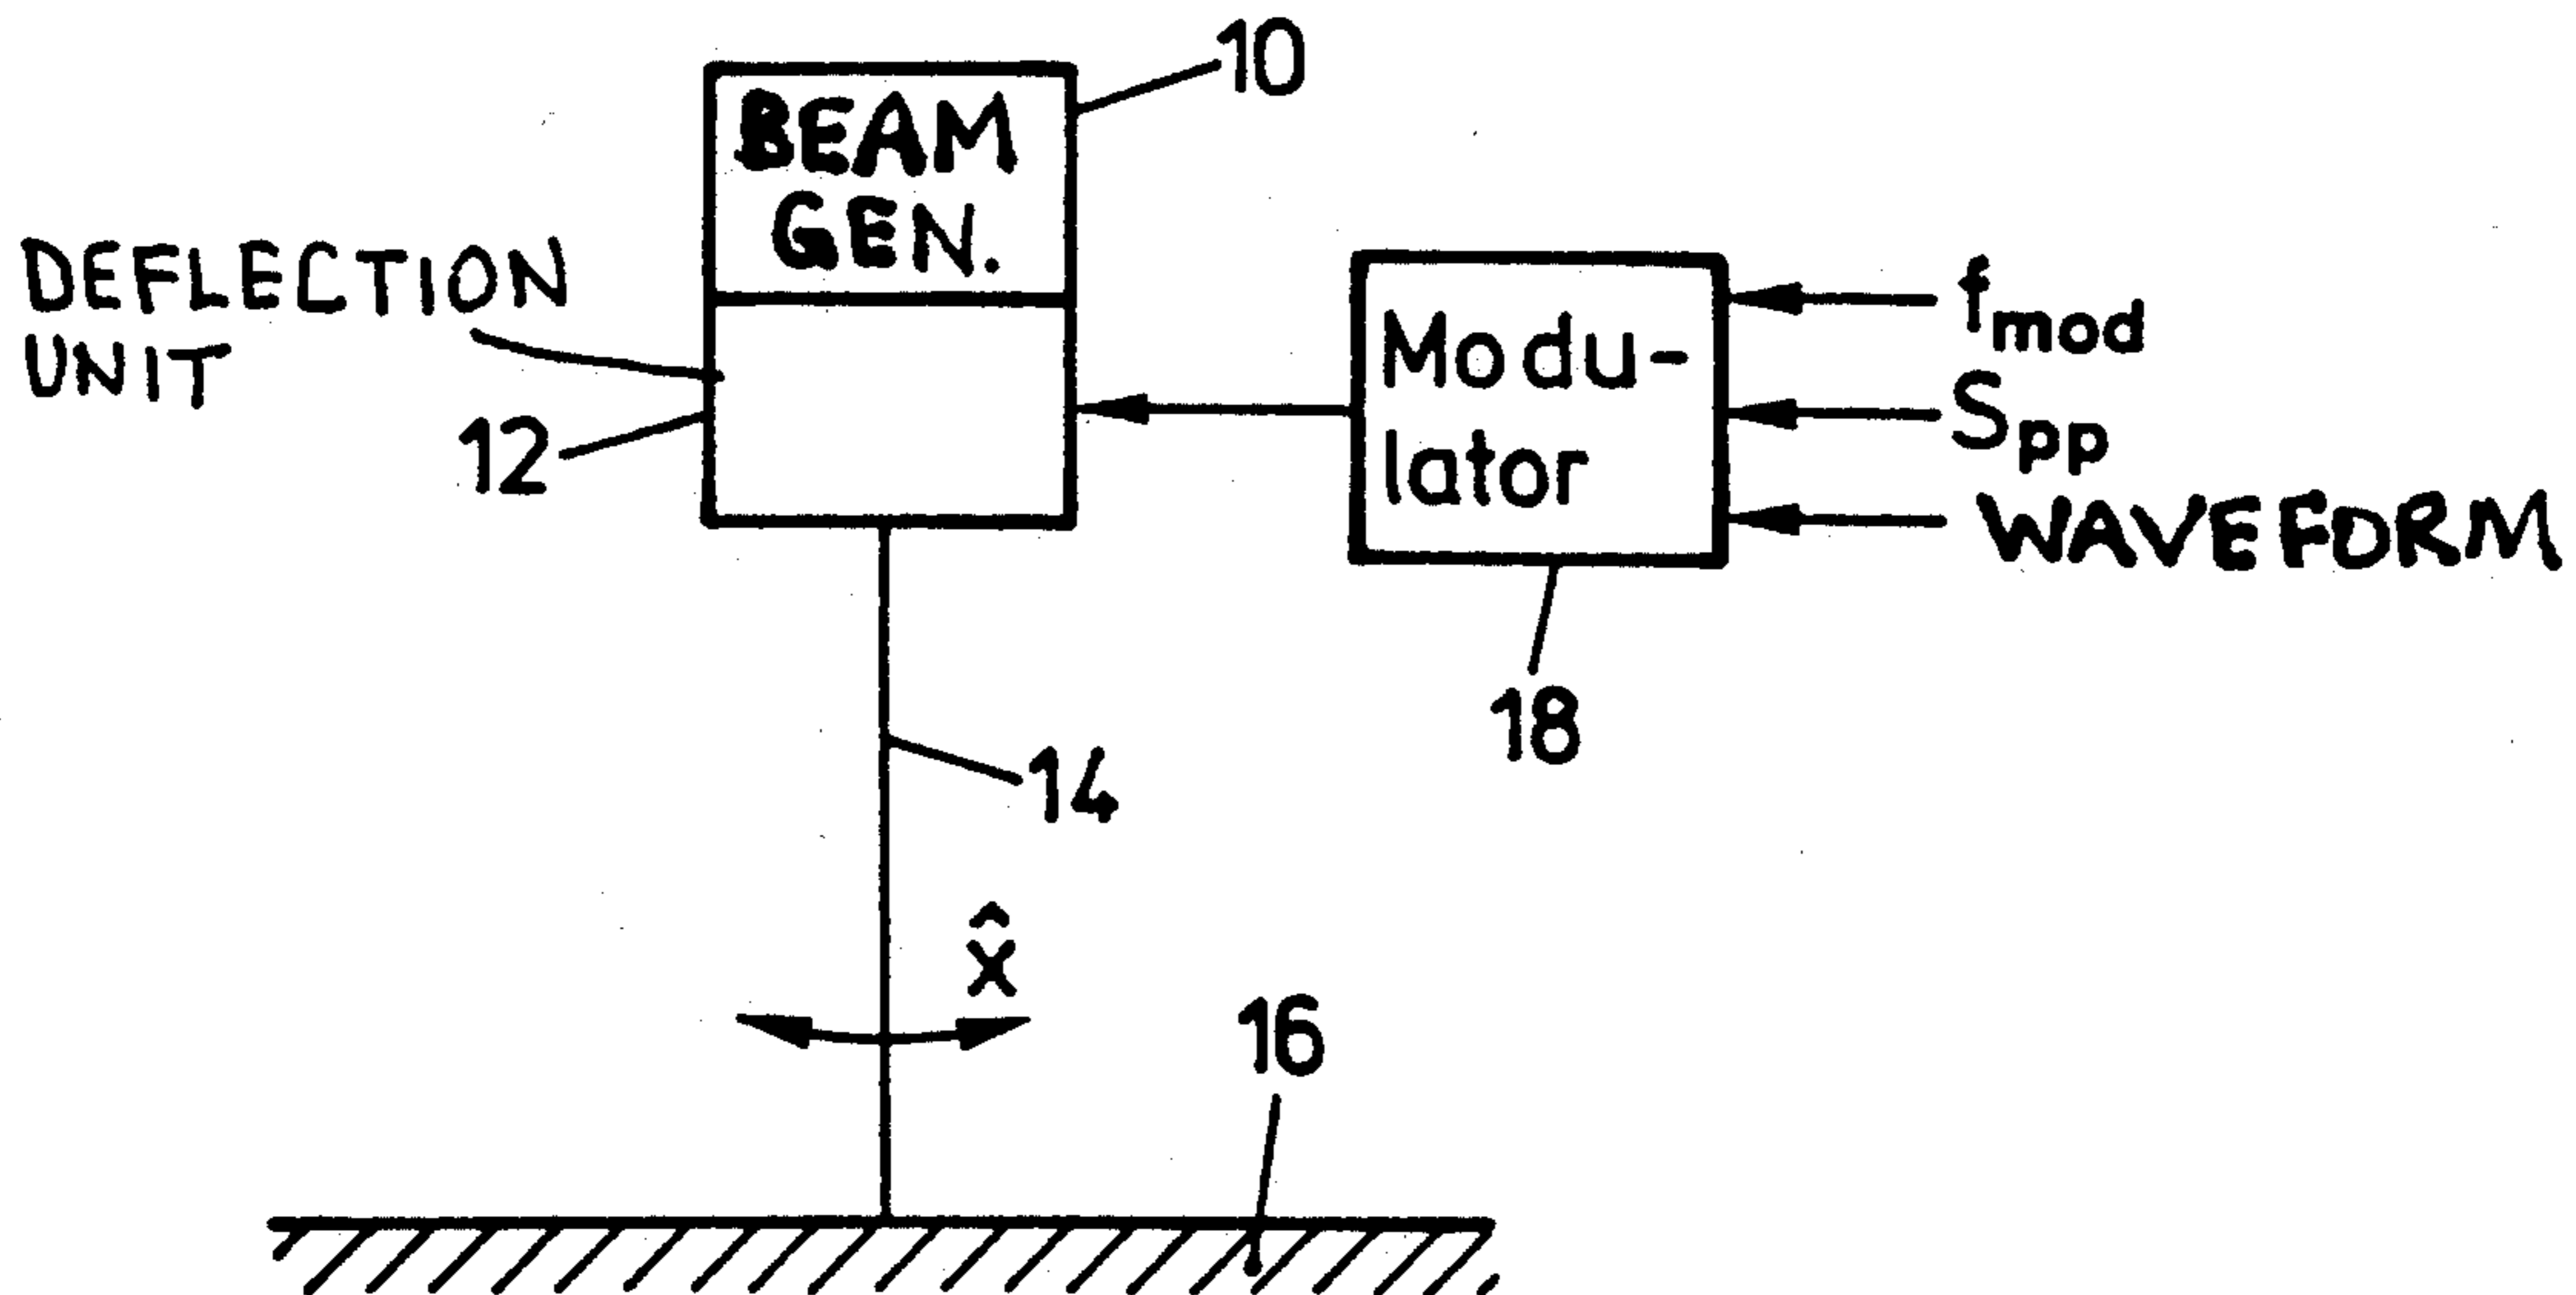 10
BEAM
GEN.
DEFLECTION
UNIT
12
Modu-
lator
f_mod
S_pp
WAVEFORM
18
14
x̂
16